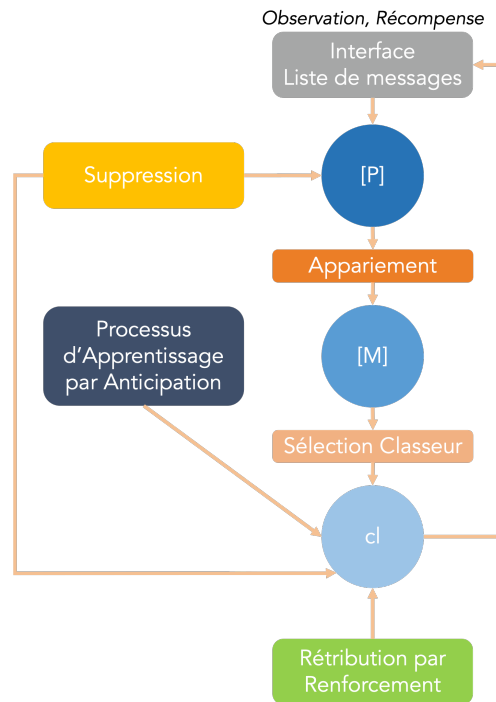 Observation, Récompense
Interface
Liste de messages
Suppression
[P]
Appariement
Processus
d'Apprentissage
par Anticipation
[M]
Sélection Classeur
cl
Rétribution par
Renforcement